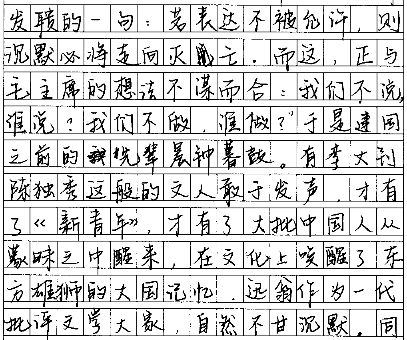 发聩的一句：若表达不被允许，则
沉默必将走向灭亡。而这，正与
毛主席的想法不谋而合：我们不说，
谁说？我们不做，谁做？"于是建国
之前的先辈晨钟暮鼓。有李大钊
陈独秀这般的文人敢于发声，才有
了《新青年》，才有了大批中国人从
蒙昧之中醒来，在文化上唤醒了东
方雄狮的大国记忆。迅翁作为一代
批评文学大家，自然不甘沉默。同